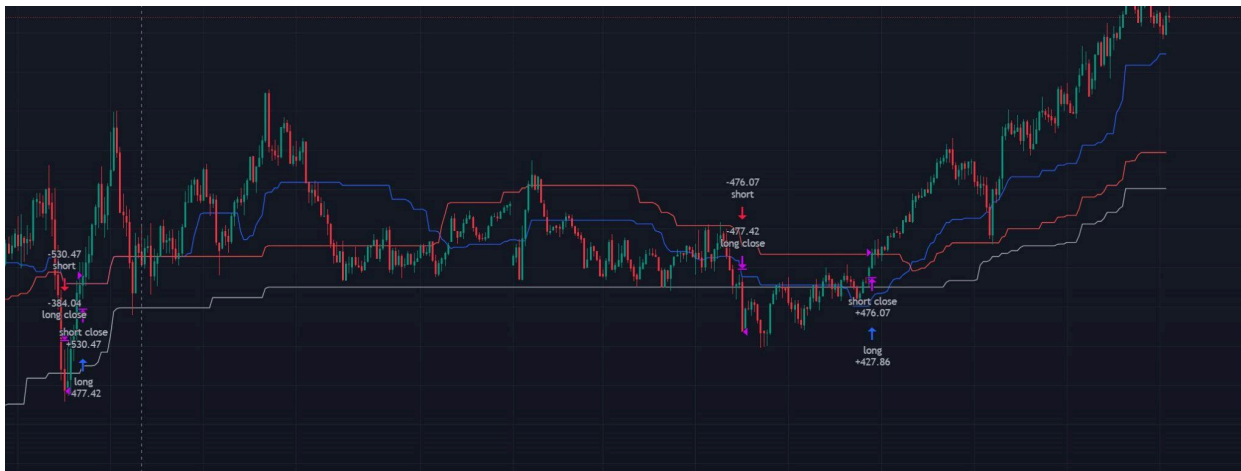 -530.47
short
-384.04
long close
short close
+530.47
long
+477.42
-476.07
short
-477.42
long close
short close
+476.07
long
+427.86